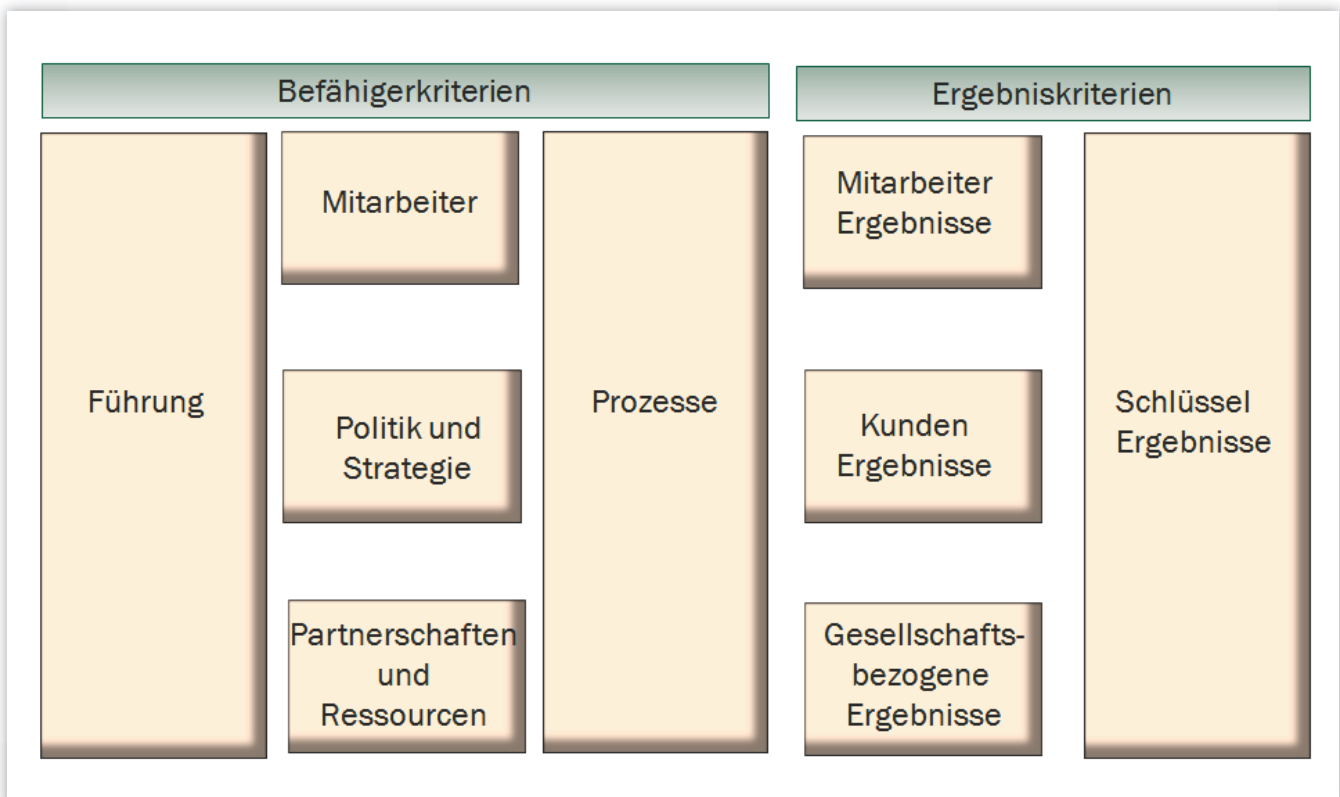 Befähigerkriterien
Ergebniskriterien
Führung
Mitarbeiter
Politik und
Strategie
Partnerschaften
und
Ressourcen
Prozesse
Mitarbeiter
Ergebnisse
Kunden
Ergebnisse
Gesellschafts-
bezogene
Ergebnisse
Schlüssel
Ergebnisse